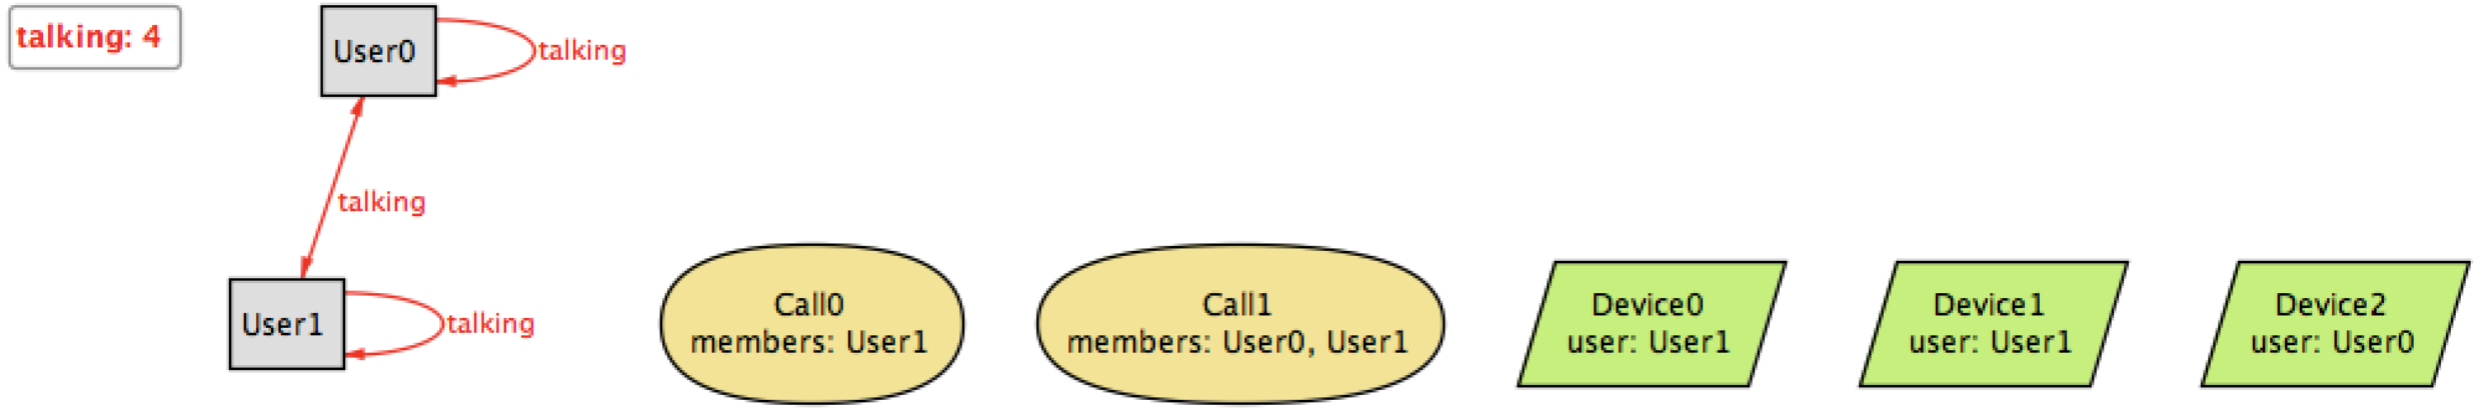 talking: 4
User0
talking
talking
User1
talking
Call0
members: User1
Call1
members: User0, User1
Device0
user: User1
Device1
user: User1
Device2
user: User0